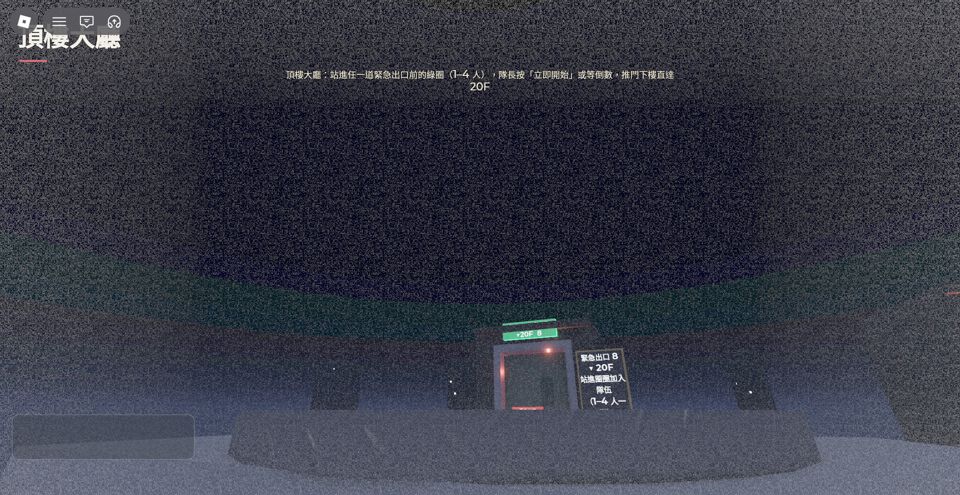 頂樓大廳
頂樓大廳：站進任一道緊急出口前的綠圈（1–4 人），隊長按「立即開始」或等倒數，推門下樓直達
20F
▾20F 8
緊急出口 8
▾ 20F
站進圈圈加入
隊伍
（1–4 人一